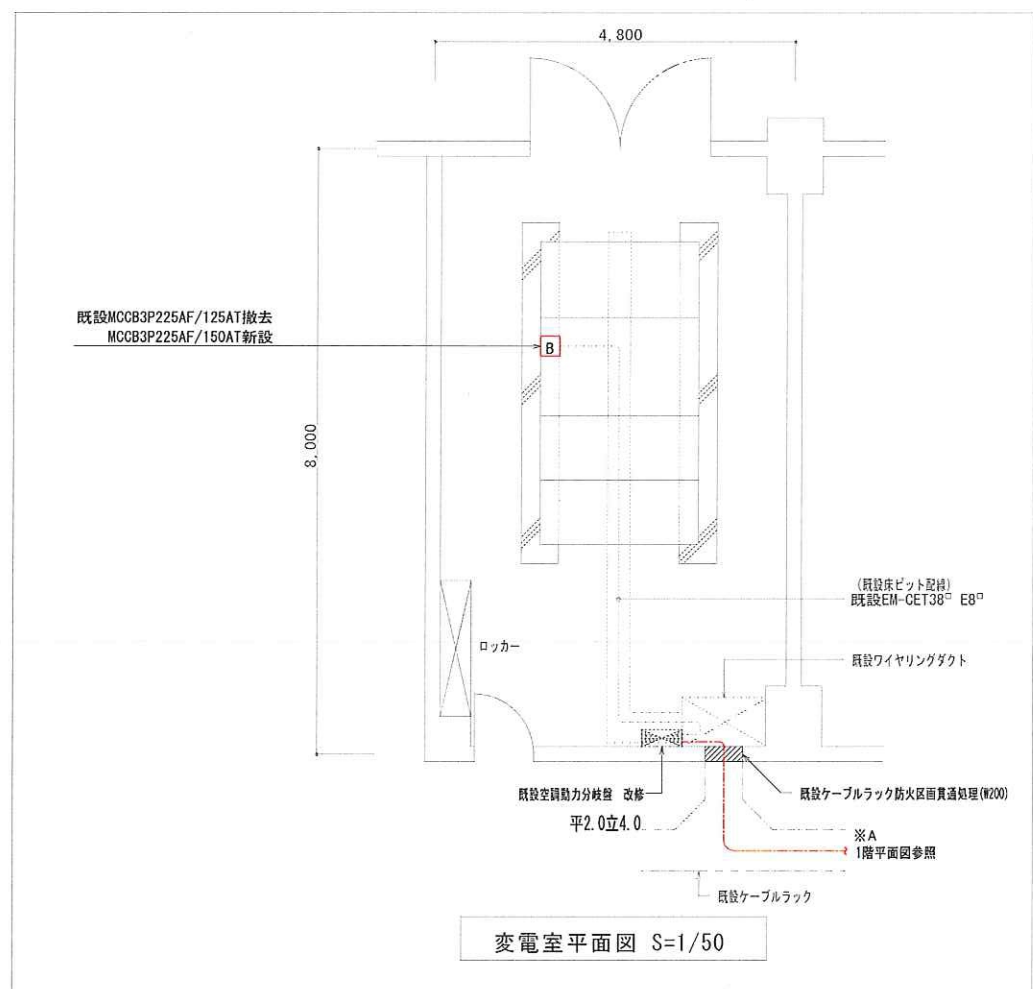 4,800
既設MCCB3P225AF/125AT撤去
MCCB3P225AF/150AT新設
B
8,000
(既設床ピット配線)
既設EM-CET38□ E8□
ロッカー
既設ワイヤリングダクト
既設空調動力分岐盤 改修
平2.0立4.0
既設ケーブルラック防火区画貫通処理(W200)
※A
1階平面図参照
既設ケーブルラック
変電室平面図 S=1/50